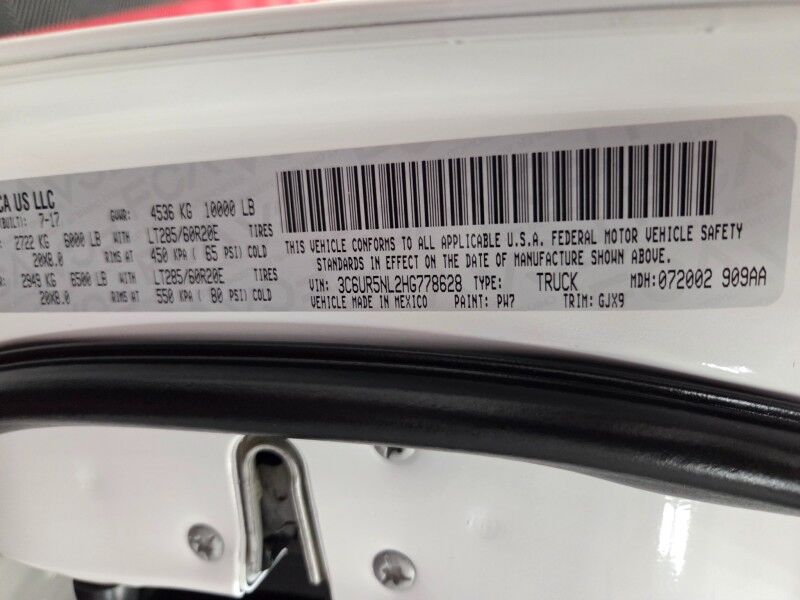 CA US LLC
BUILT): 7-17 GVWR: 4536 KG 10000 LB
2722 KG 6000 LB WITH LT285/60R20E TIRES
20X8.0 RIMS AT 450 KPA ( 65 PSI) COLD
2949 KG 6500 LB WITH LT285/60R20E TIRES
20X8.0 RIMS AT 550 KPA ( 80 PSI) COLD
THIS VEHICLE CONFORMS TO ALL APPLICABLE U.S.A. FEDERAL MOTOR VEHICLE SAFETY
STANDARDS IN EFFECT ON THE DATE OF MANUFACTURE SHOWN ABOVE.
VIN: 3C6UR5NL2HG778628 TYPE: TRUCK MDH: 072002 909AA
VEHICLE MADE IN MEXICO PAINT: PW7 TRIM: GJX9